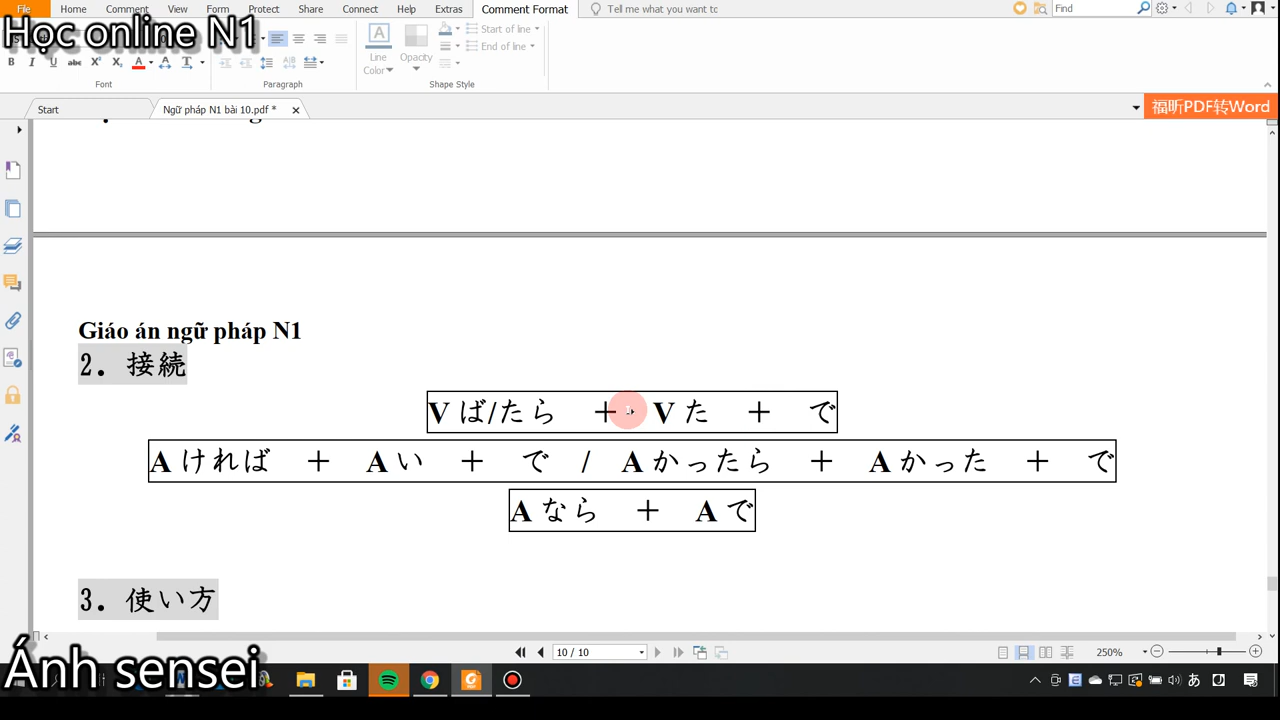 File Home Comment View Form Protect Share Connect Help Extras Comment Format Tell me what you want to Find
Học online N1
Start of line
End of line
Line Color
Opacity
Font Paragraph Shape Style
Start Ngữ pháp N1 bài 10.pdf * 福昕PDF转Word
Giáo án ngữ pháp N1
2. 接続
Vば/たら ＋ Vた ＋ で
Aければ ＋ Aい ＋ で / Aかったら ＋ Aかった ＋ で
Aなら ＋ Aで
3. 使い方
10 / 10 250%
Ánh sensei